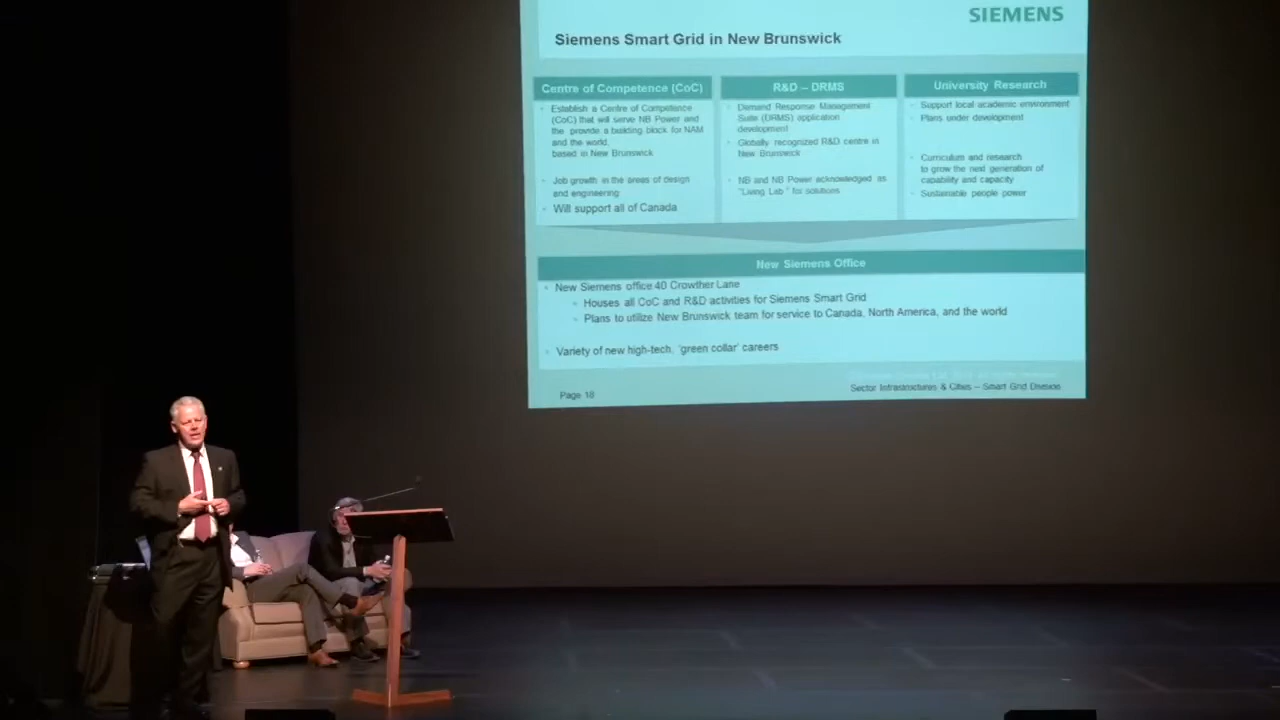 SIEMENS
Siemens Smart Grid in New Brunswick
Centre of Competence (CoC)
Establish a Centre of Competence
(CoC) that will serve NB Power and
the provide a building block for NAM
and the world,
based in New Brunswick
Job growth in the areas of design
and engineering
Will support all of Canada
R&D – DRMS
Demand Response Management
Suite (DRMS) application
development
Globally recognized R&D centre in
New Brunswick
NB and NB Power acknowledged as
"Living Lab" for solutions
University Research
Support local academic environment
Plans under development
Curriculum and research
to grow the next generation of
capability and capacity
Sustainable people power
New Siemens Office
New Siemens office 40 Crowther Lane
Houses all CoC and R&D activities for Siemens Smart Grid
Plans to utilize New Brunswick team for service to Canada, North America, and the world
Variety of new high-tech, 'green collar' careers
Page 18
Sector Infrastructures & Cities – Smart Grid Division